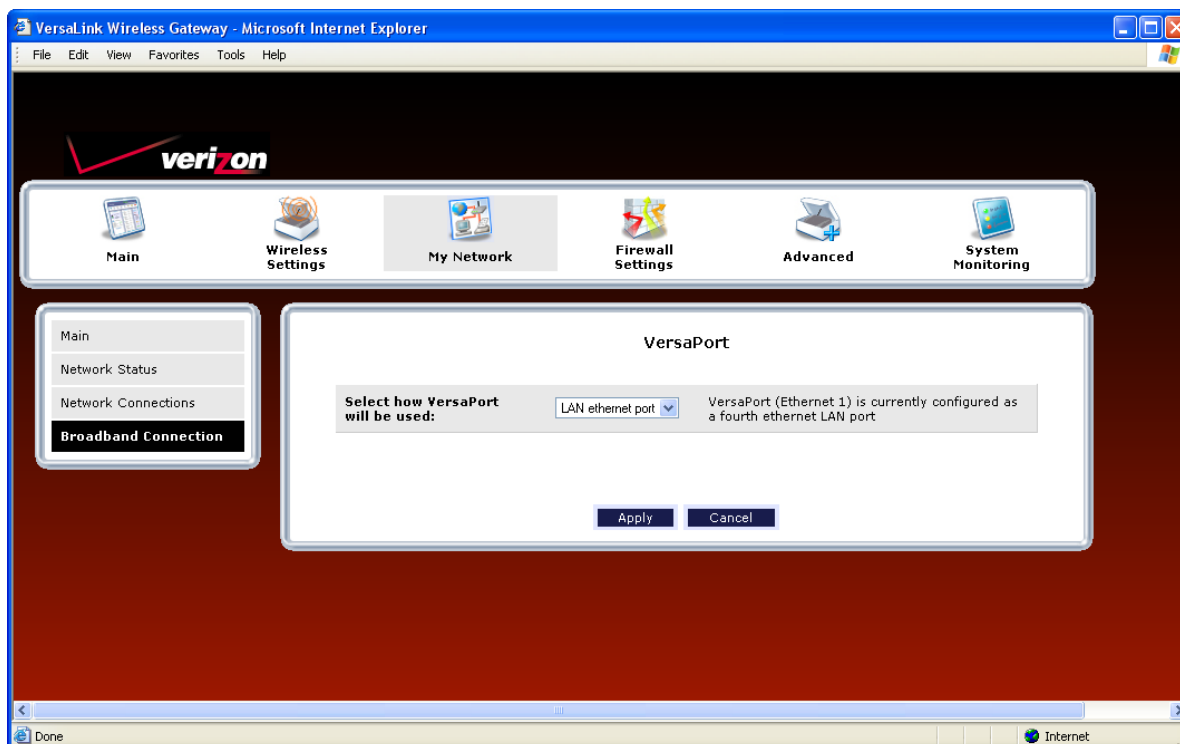 VersaLink Wireless Gateway - Microsoft Internet Explorer
File Edit View Favorites Tools Help
verizon
Main
Wireless
Settings
My Network
Firewall
Settings
Advanced
System
Monitoring
Main
Network Status
Network Connections
Broadband Connection
VersaPort
Select how VersaPort
will be used:
LAN ethernet port
VersaPort (Ethernet 1) is currently configured as
a fourth ethernet LAN port
Apply
Cancel
Done
Internet